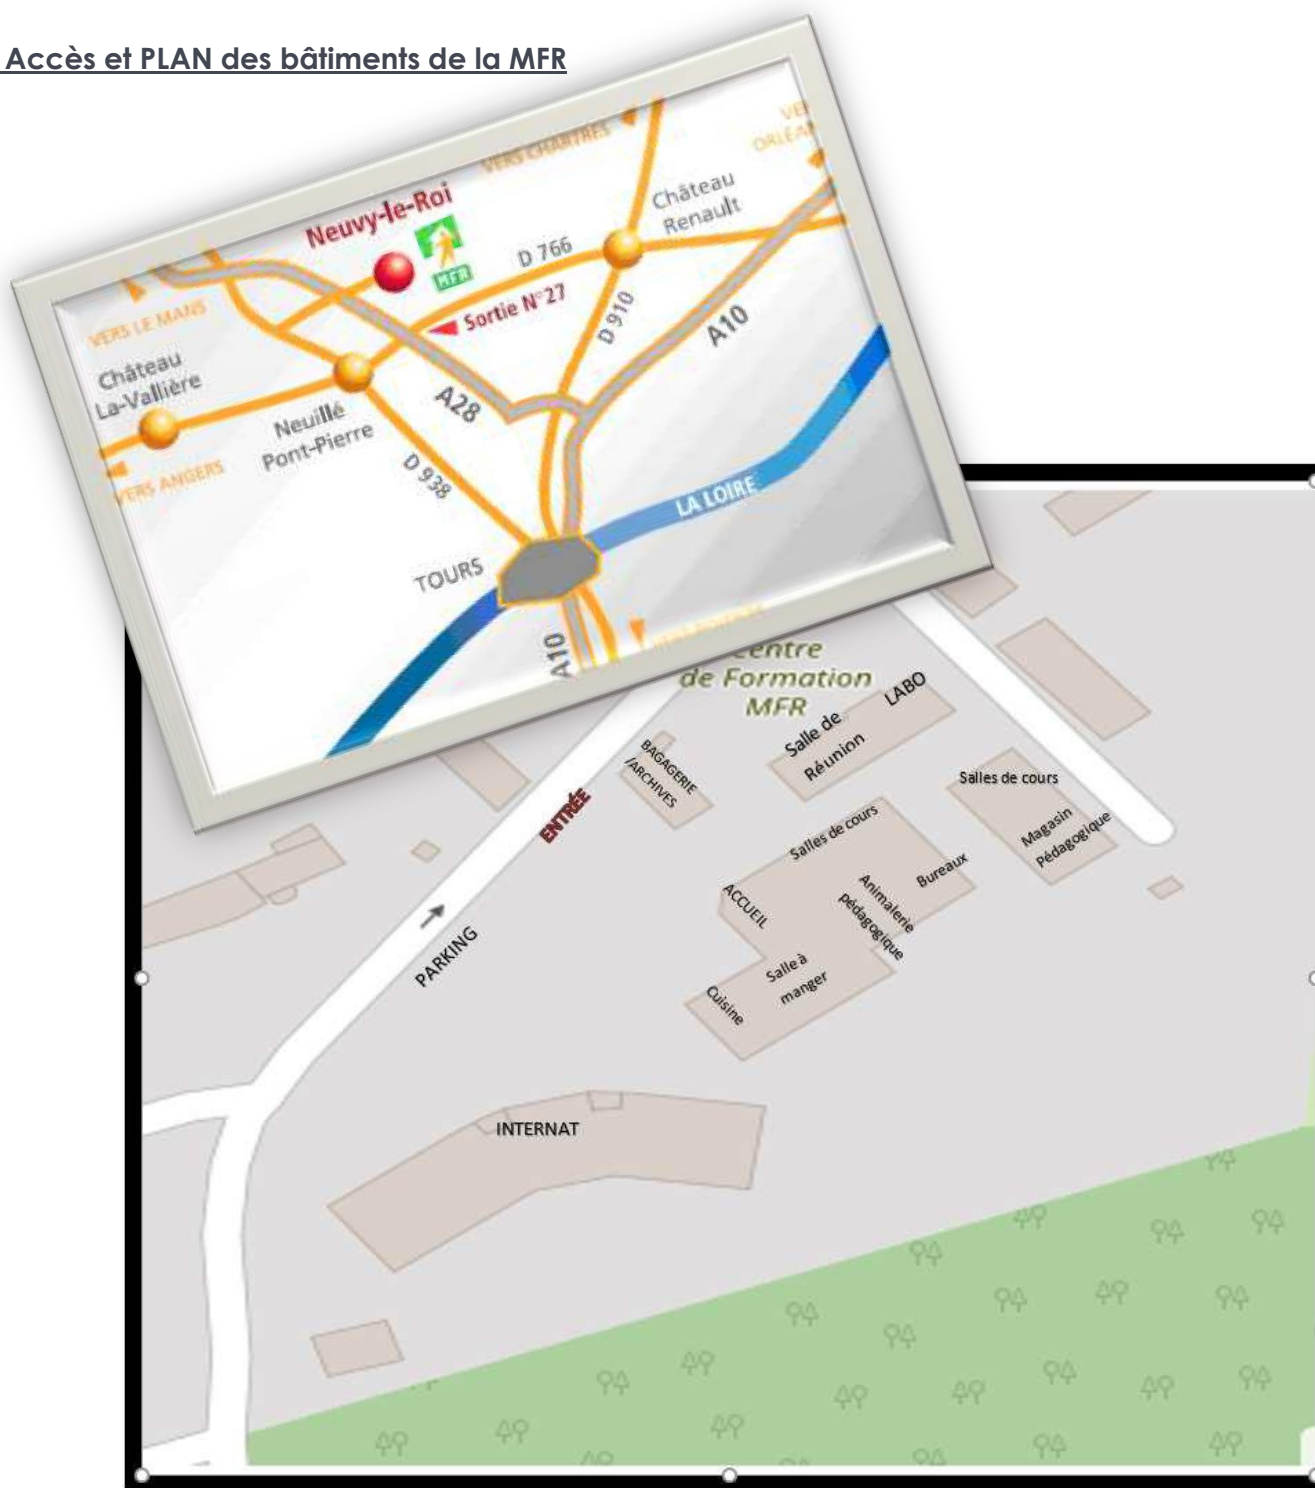 Accès et PLAN des bâtiments de la MFR
VERS CHARTRES
ORLÉA
Château
Renault
Neuvy-le-Roi
MFR
D 766
Sortie N°27
D 910
A10
VERS LE MANS
Château
La-Vallière
Neuillé
Pont-Pierre
A28
VERS ANGERS
D 938
LA LOIRE
TOURS
A10
Centre
de Formation
MFR
LABO
Salle de
Réunion
BAGAGERIE
/ARCHIVES
ENTRÉE
Salles de cours
Magasin
Pédagogique
Salles de cours
Bureaux
Animalerie
pédagogique
ACCUEIL
Salle à
manger
Cuisine
PARKING
INTERNAT